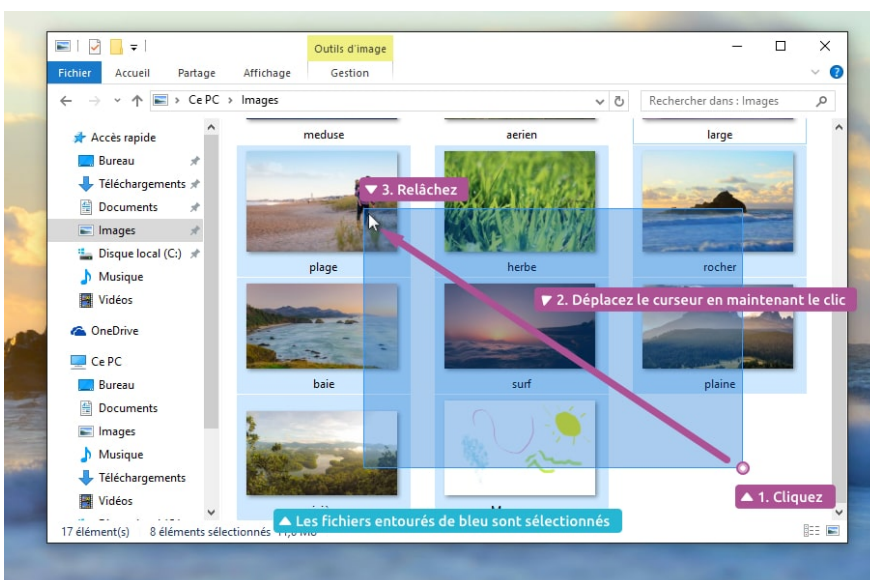 Outils d'image
Fichier
Accueil
Partage
Affichage
Gestion
Ce PC > Images
Rechercher dans : Images
Accès rapide
Bureau
Téléchargements
Documents
Images
Disque local (C:)
Musique
Vidéos
OneDrive
Ce PC
Bureau
Documents
Images
Musique
Téléchargements
Vidéos
meduse
aerien
large
3. Relâchez
plage
herbe
rocher
2. Déplacez le curseur en maintenant le clic
baie
surf
plaine
1. Cliquez
Les fichiers entourés de bleu sont sélectionnés
17 élément(s)
8 éléments sélectionnés